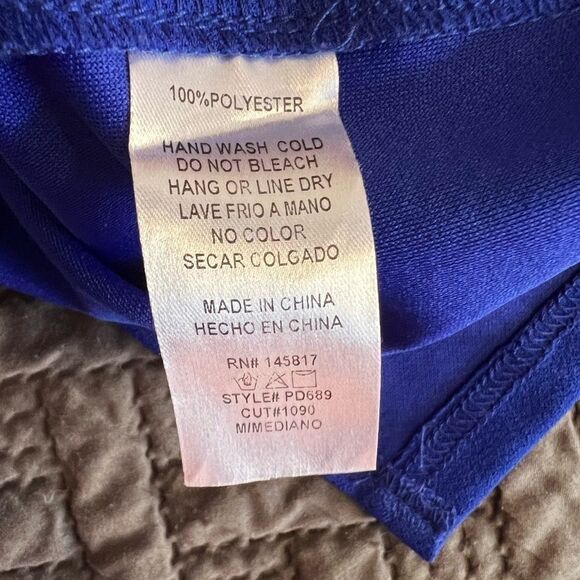 100%POLYESTER
HAND WASH COLD
DO NOT BLEACH
HANG OR LINE DRY
LAVE FRIO A MANO
NO COLOR
SECAR COLGADO
MADE IN CHINA
HECHO EN CHINA
RN# 145817
STYLE# PD689
CUT#1090
M/MEDIANO